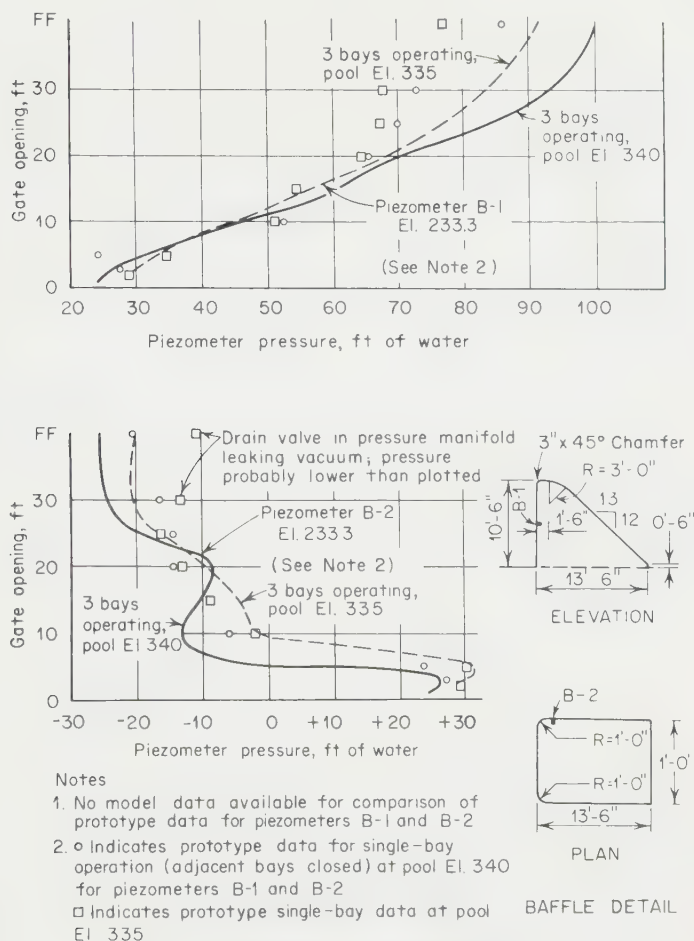 FF
3 bays operating,
pool El. 335
30
3 bays
operating,
pool El 340
20
Piezometer B-1
El. 233.3
10
(See Note 2)
0
Gate opening, ft
20 30 40 50 60 70 80 90 100
Piezometer pressure, ft of water
FF
Drain valve in pressure manifold
leaking vacuum; pressure
probably lower than plotted
30
Piezometer B-2
El. 2333
(See Note 2)
20
3 bays operating,
pool El. 335
3 bays
operating,
pool El 340
10
0
Gate opening, ft
-30 -20 -10 0 +10 +20 +30
Piezometer pressure, ft of water
3" x 45° Chamfer
R = 3'-0"
10'-6"
B-1
1'-6"
13
12
0'-6"
13' 6"
ELEVATION
B-2
R=1'-0"
R=1'-0"
1'-0'
13'-6"
PLAN
BAFFLE DETAIL
Notes
1. No model data available for comparison of
prototype data for piezometers B-1 and B-2
2. o Indicates prototype data for single-bay
operation (adjacent bays closed) at pool El. 340
for piezometers B-1 and B-2
□ Indicates prototype single-bay data at pool
El 335